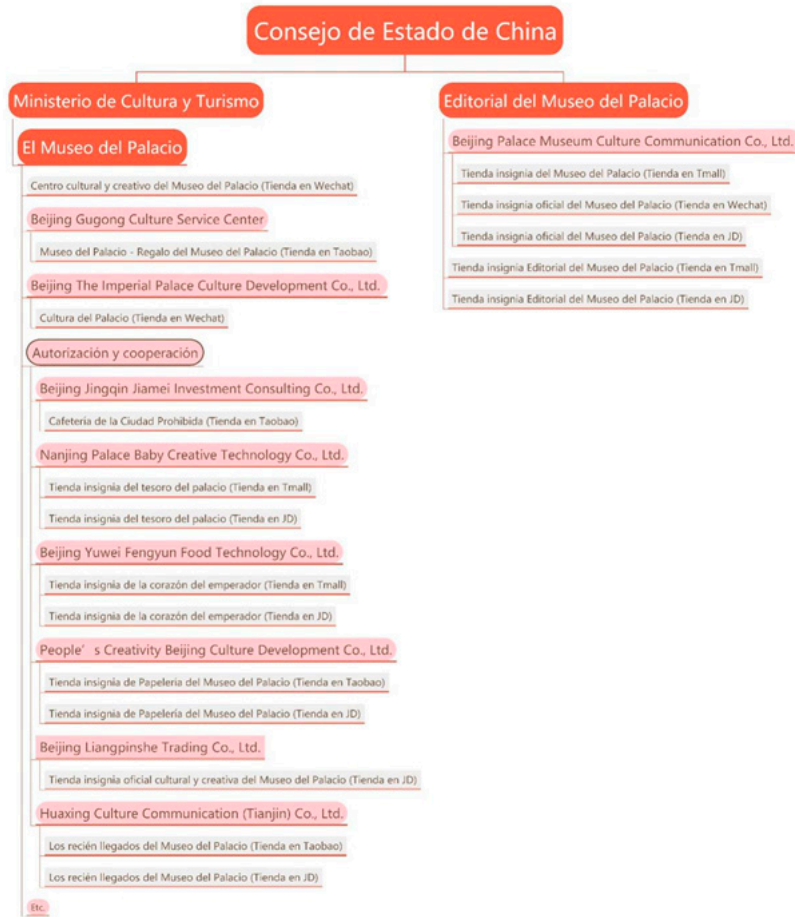 Consejo de Estado de China
Ministerio de Cultura y Turismo
El Museo del Palacio
Centro cultural y creativo del Museo del Palacio (Tienda en Wechat)
Beijing Gugong Culture Service Center
Museo del Palacio - Regalo del Museo del Palacio (Tienda en Taobao)
Beijing The Imperial Palace Culture Development Co., Ltd.
Cultura del Palacio (Tienda en Wechat)
Autorización y cooperación
Beijing Jingqin Jiamei Investment Consulting Co., Ltd.
Cafetería de la Ciudad Prohibida (Tienda en Taobao)
Nanjing Palace Baby Creative Technology Co., Ltd.
Tienda insignia del tesoro del palacio (Tienda en Tmall)
Tienda insignia del tesoro del palacio (Tienda en JD)
Beijing Yuwei Fengyun Food Technology Co., Ltd.
Tienda insignia de la corazón del emperador (Tienda en Tmall)
Tienda insignia de la corazón del emperador (Tienda en JD)
People's Creativity Beijing Culture Development Co., Ltd.
Tienda insignia de Papelería del Museo del Palacio (Tienda en Taobao)
Tienda insignia de Papelería del Museo del Palacio (Tienda en JD)
Beijing Liangpinshe Trading Co., Ltd.
Tienda insignia oficial cultural y creativa del Museo del Palacio (Tienda en JD)
Huaxing Culture Communication (Tianjin) Co., Ltd.
Los recién llegados del Museo del Palacio (Tienda en Taobao)
Los recién llegados del Museo del Palacio (Tienda en JD)
Etc.
Editorial del Museo del Palacio
Beijing Palace Museum Culture Communication Co., Ltd.
Tienda insignia del Museo del Palacio (Tienda en Tmall)
Tienda insignia oficial del Museo del Palacio (Tienda en Wechat)
Tienda insignia oficial del Museo del Palacio (Tienda en JD)
Tienda insignia Editorial del Museo del Palacio (Tienda en Tmall)
Tienda insignia Editorial del Museo del Palacio (Tienda en JD)